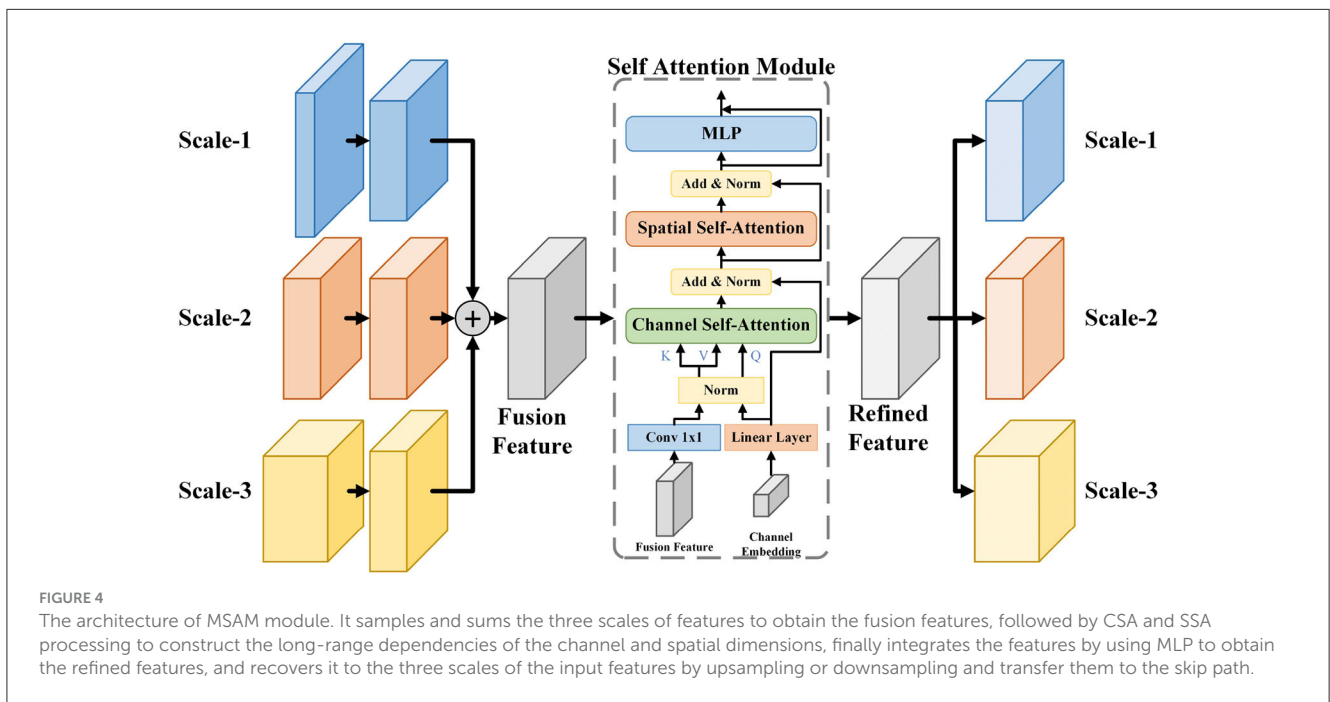 Self Attention Module
MLP
Add & Norm
Spatial Self-Attention
Add & Norm
Channel Self-Attention
K V Q
Norm
Conv 1x1 Linear Layer
Fusion Feature
Channel
Embedding
Scale-1
Scale-2
Scale-3
+
Fusion
Feature
Refined
Feature
Scale-1
Scale-2
Scale-3
FIGURE 4
The architecture of MSAM module. It samples and sums the three scales of features to obtain the fusion features, followed by CSA and SSA
processing to construct the long-range dependencies of the channel and spatial dimensions, finally integrates the features by using MLP to obtain
the refined features, and recovers it to the three scales of the input features by upsampling or downsampling and transfer them to the skip path.